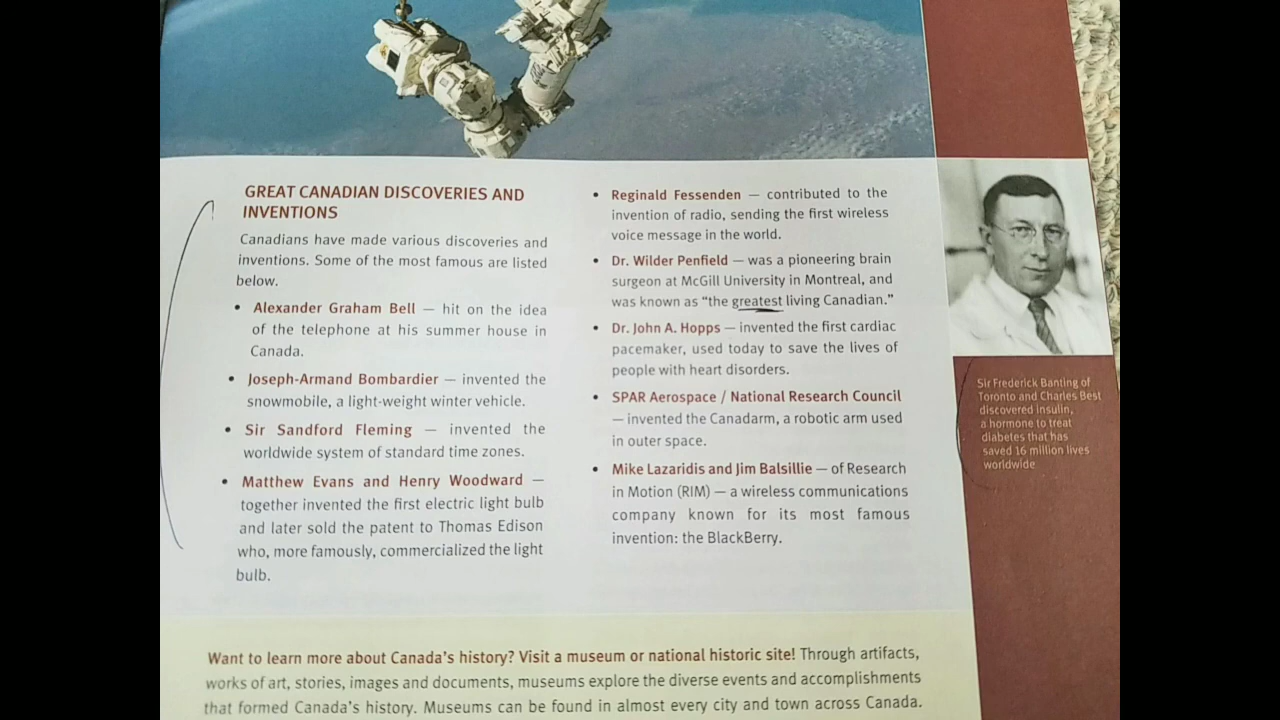 GREAT CANADIAN DISCOVERIES AND
INVENTIONS
Canadians have made various discoveries and
inventions. Some of the most famous are listed
below.
• Alexander Graham Bell — hit on the idea
of the telephone at his summer house in
Canada.
• Joseph-Armand Bombardier — invented the
snowmobile, a light-weight winter vehicle.
• Sir Sandford Fleming — invented the
worldwide system of standard time zones.
• Matthew Evans and Henry Woodward —
together invented the first electric light bulb
and later sold the patent to Thomas Edison
who, more famously, commercialized the light
bulb.
• Reginald Fessenden — contributed to the
invention of radio, sending the first wireless
voice message in the world.
• Dr. Wilder Penfield — was a pioneering brain
surgeon at McGill University in Montreal, and
was known as “the greatest living Canadian.”
• Dr. John A. Hopps — invented the first cardiac
pacemaker, used today to save the lives of
people with heart disorders.
• SPAR Aerospace / National Research Council
— invented the Canadarm, a robotic arm used
in outer space.
• Mike Lazaridis and Jim Balsillie — of Research
in Motion (RIM) — a wireless communications
company known for its most famous
invention: the BlackBerry.
Sir Frederick Banting of
Toronto and Charles Best
discovered insulin,
a hormone to treat
diabetes that has
saved 16 million lives
worldwide
Want to learn more about Canada’s history? Visit a museum or national historic site! Through artifacts,
works of art, stories, images and documents, museums explore the diverse events and accomplishments
that formed Canada’s history. Museums can be found in almost every city and town across Canada.